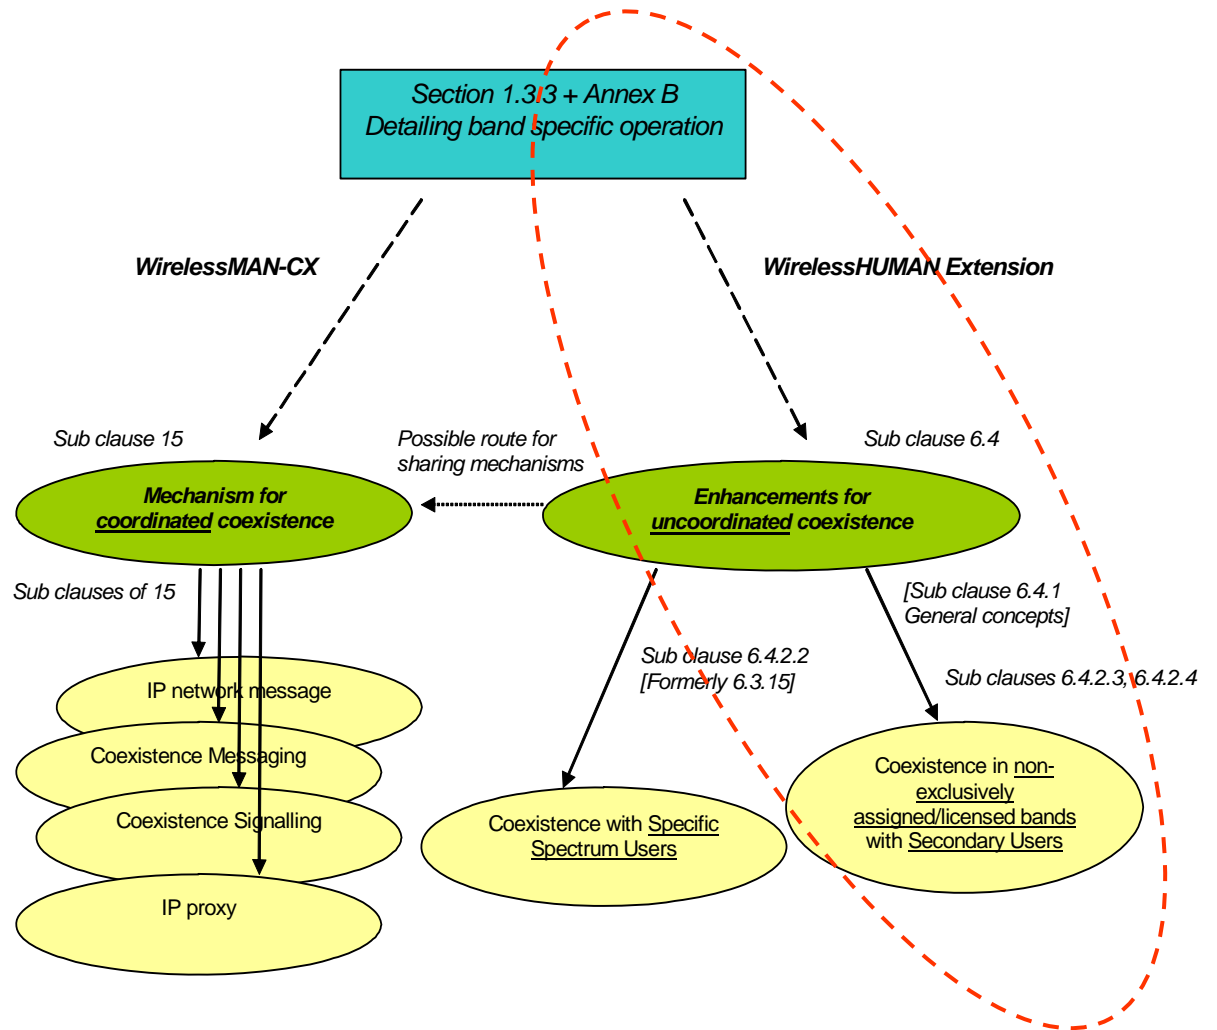 Section 1.3.3 + Annex B
Detailing band specific operation
WirelessMAN-CX
WirelessHUMAN Extension
Sub clause 15
Possible route for
sharing mechanisms
Sub clause 6.4
Mechanism for
coordinated coexistence
Enhancements for
uncoordinated coexistence
Sub clauses of 15
[Sub clause 6.4.1
General concepts]
Sub clause 6.4.2.2
[Formerly 6.3.15]
Sub clauses 6.4.2.3, 6.4.2.4
IP network message
Coexistence Messaging
Coexistence Signalling
IP proxy
Coexistence with Specific
Spectrum Users
Coexistence in non-
exclusively
assigned/licensed bands
with Secondary Users